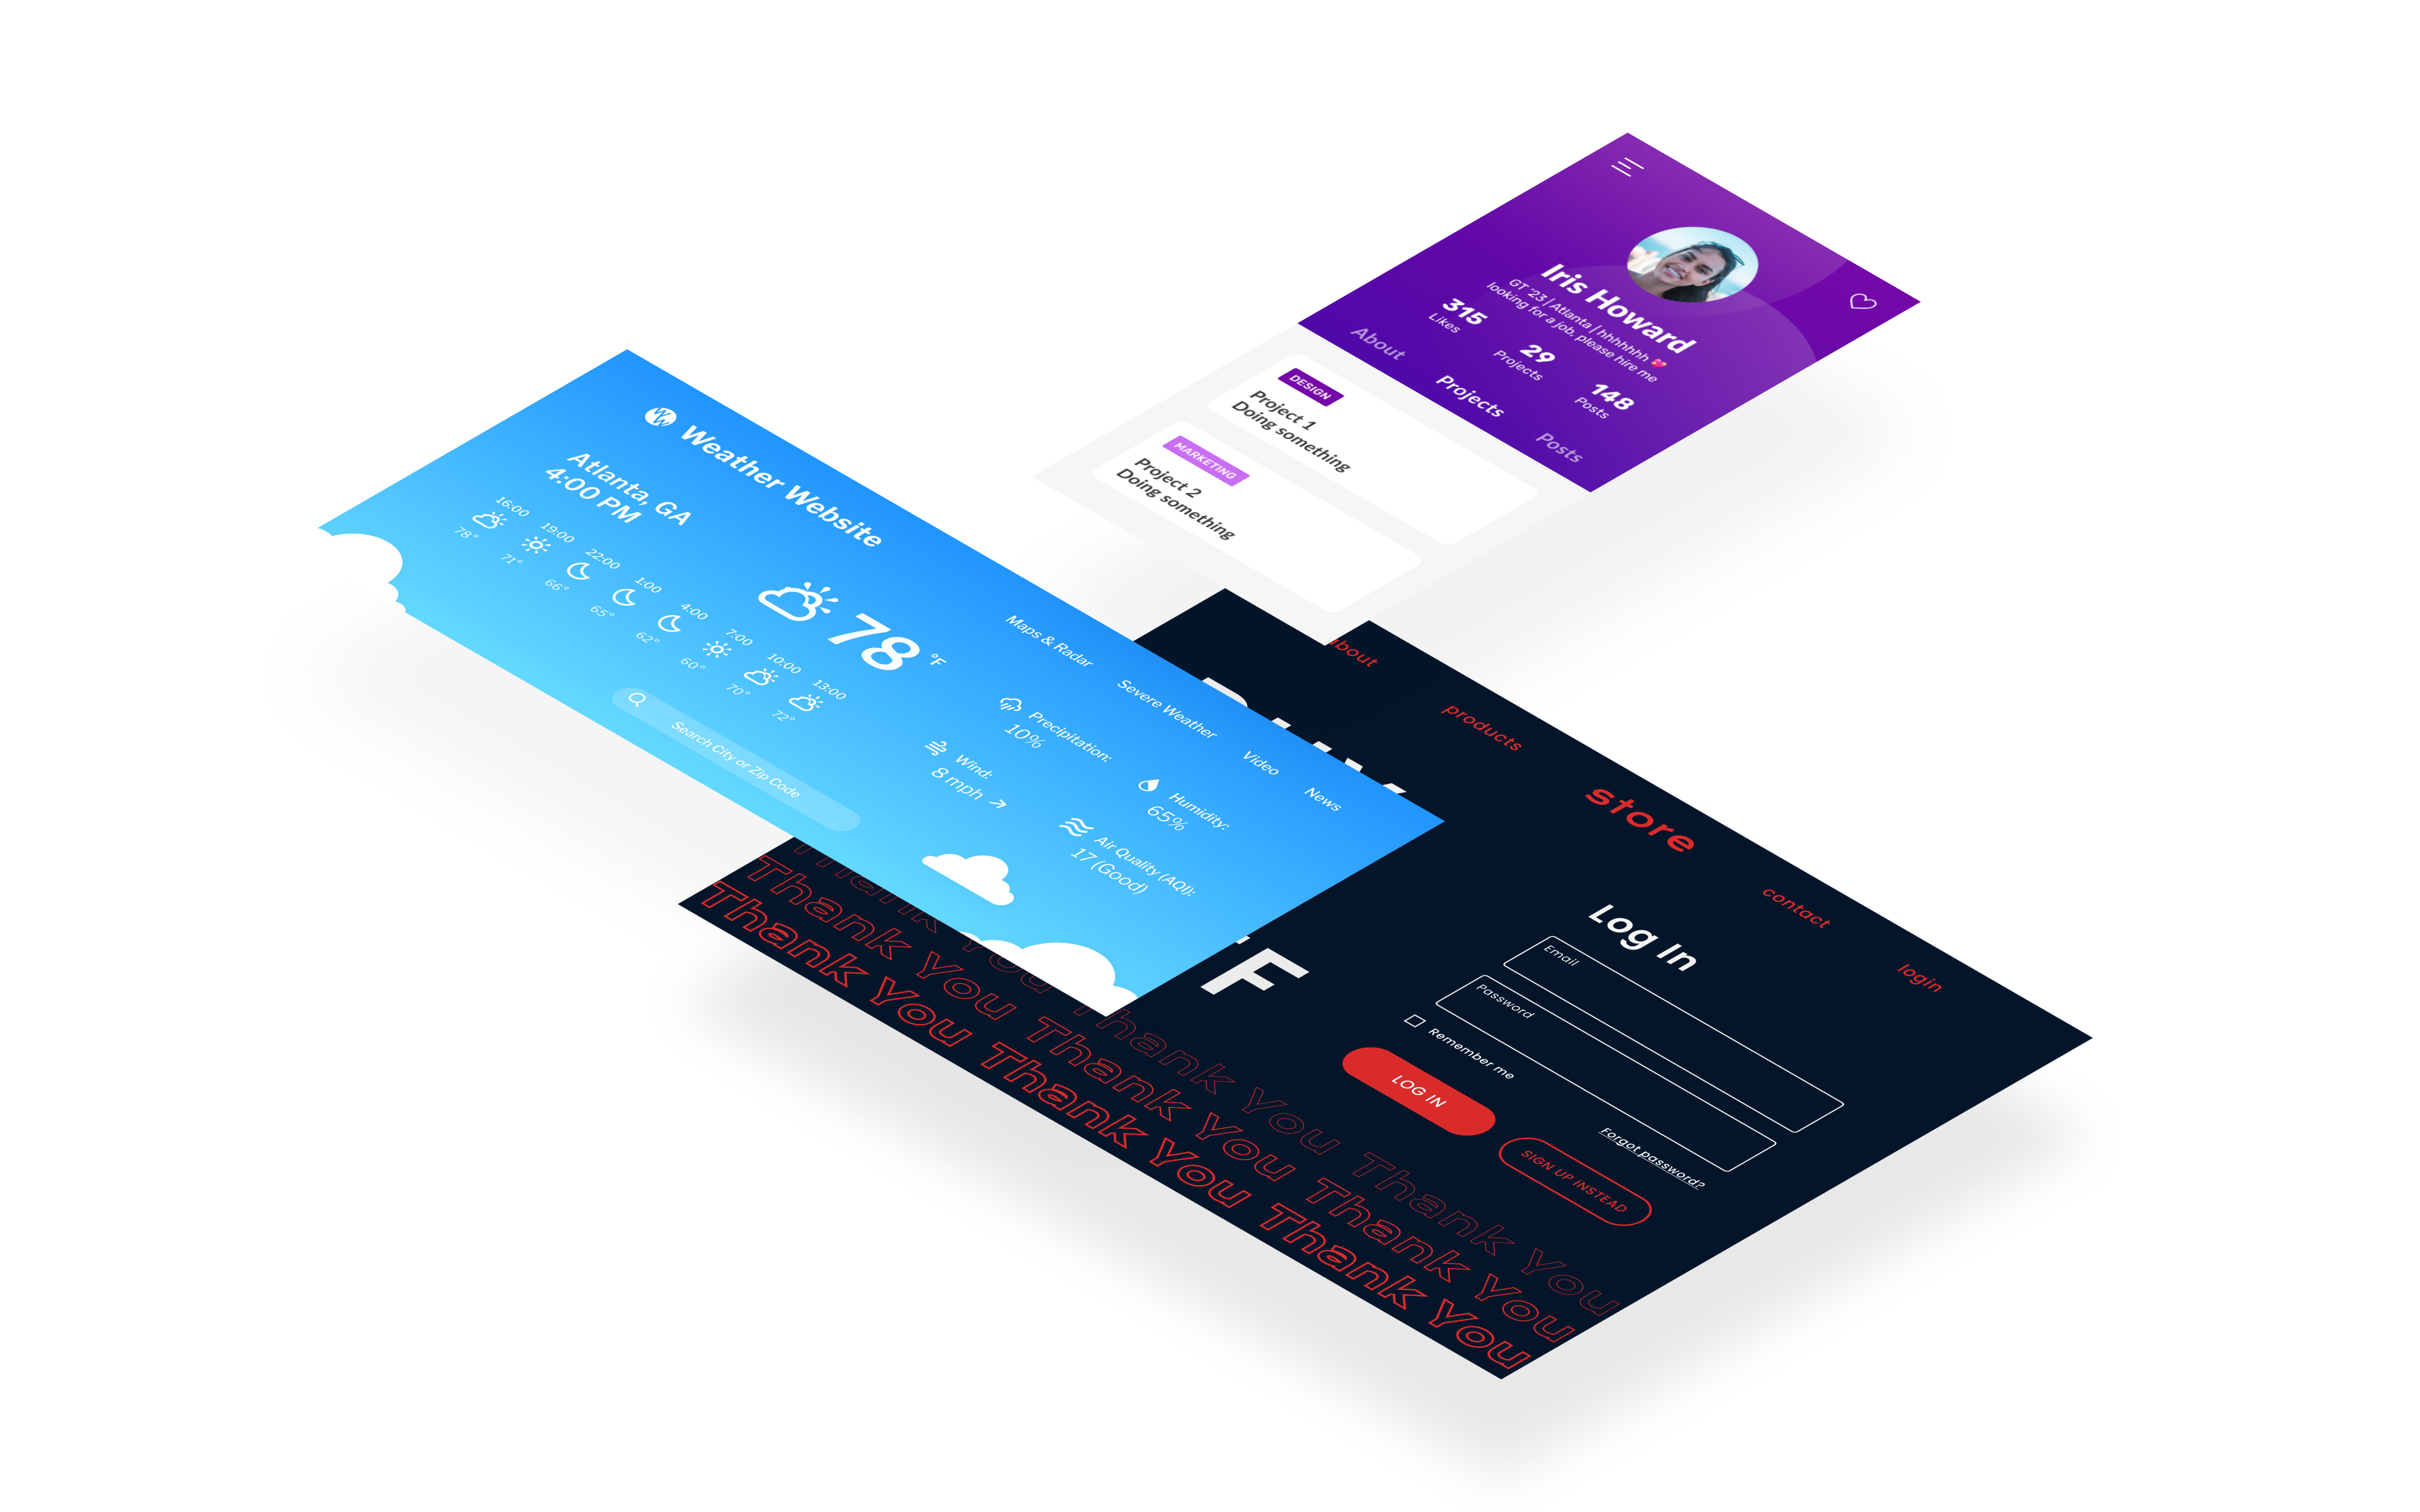 Iris Howard
GT '23 | Atlanta | hhhhhhh 💖
looking for a job, please hire me
315
Likes
29
Projects
148
Posts
About
Projects
Posts
DESIGN
Project 1
Doing something
MARKETING
Project 2
Doing something
Weather Website
Maps & Radar
Severe Weather
Video
News
Atlanta, GA
4:00 PM
78 °F
16:00
78°
19:00
71°
22:00
66°
1:00
65°
4:00
62°
7:00
60°
10:00
70°
13:00
72°
Precipitation:
10%
Humidity:
65%
Wind:
8 mph
Air Quality (AQI):
17 (Good)
Search City or Zip Code
about
products
store
contact
login
F
Log In
Email
Password
Remember me
Forgot password?
LOG IN
SIGN UP INSTEAD
Thank You Thank You Thank You
Thank You Thank You Thank You
Thank You Thank You Thank You